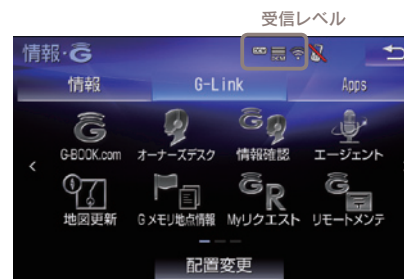 受信レベル
情報・G
情報 G-Link Apps
G-BOOK.com オーナーズデスク 情報確認 エージェント
地図更新 Gメモリ地点情報 Myリクエスト リモートメンテ
配置変更